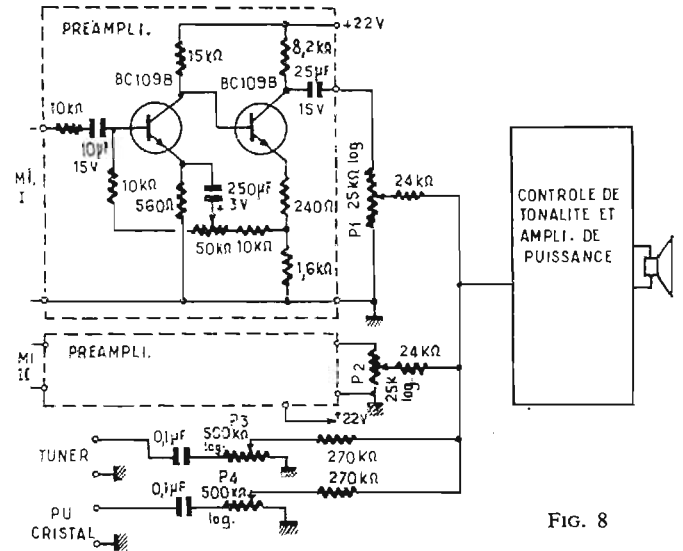 PREAMPLI.
+22V
15kΩ
8,2kΩ
BC109B
BC109B
25µF
15V
10kΩ
10µF
15V
MI.
I
10kΩ
560Ω
250µF
+ 3V
240Ω
50kΩ
10kΩ
1,6kΩ
P1
25kΩ log
24kΩ
CONTROLE DE
TONALITE ET
AMPLI. DE
PUISSANCE
MI
II
PREAMPLI.
P2
25k
log.
24kΩ
+22V
TUNER
0,1µF
P3
500kΩ
log.
270kΩ
PU
CRISTAL
0,1µF
P4
500kΩ
log.
270kΩ
FIG. 8